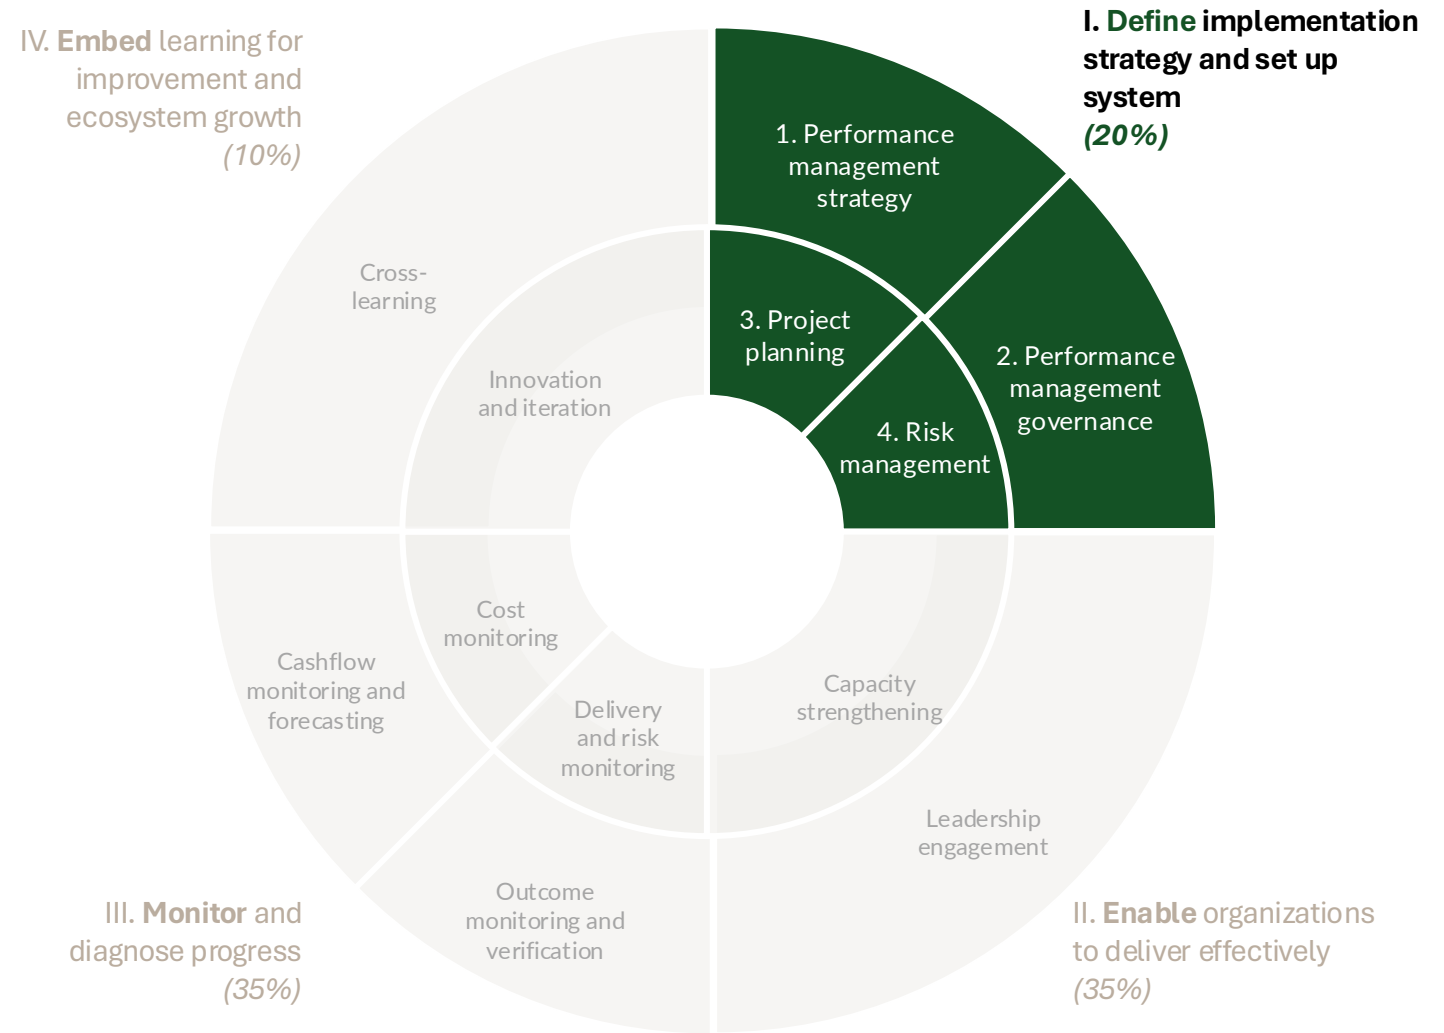 IV. Embed learning for
improvement and
ecosystem growth
(10%)
I. Define implementation
strategy and set up
system
(20%)
1. Performance
management
strategy
2. Performance
management
governance
3. Project
planning
4. Risk
management
Cross-
learning
Innovation
and iteration
Cost
monitoring
Cashflow
monitoring and
forecasting
Delivery
and risk
monitoring
Outcome
monitoring and
verification
Capacity
strengthening
Leadership
engagement
III. Monitor and
diagnose progress
(35%)
II. Enable organizations
to deliver effectively
(35%)